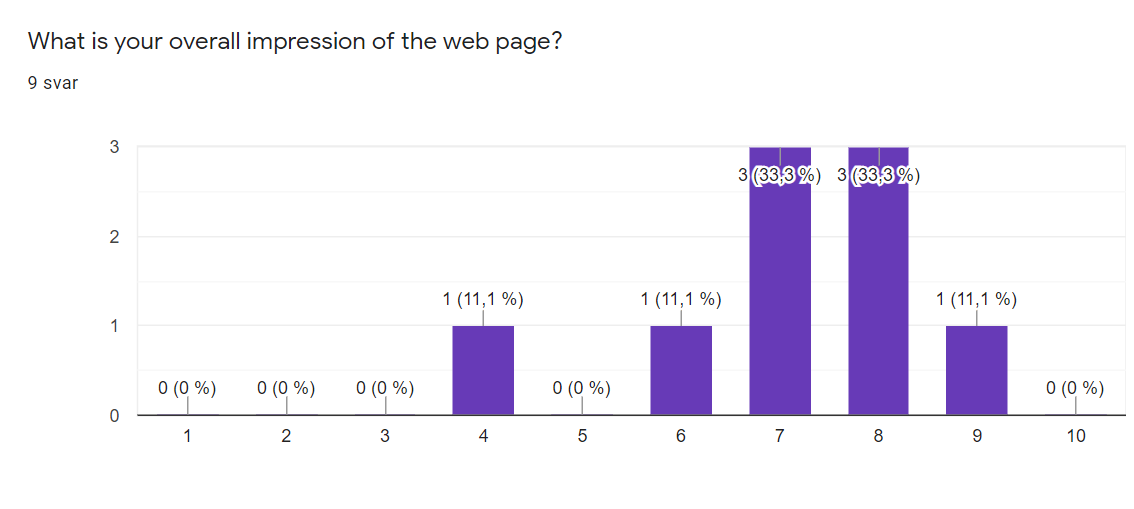 What is your overall impression of the web page?
9 svar
3
3 (33,3 %) 3 (33,3 %)
2
1 (11,1 %) 1 (11,1 %) 1 (11,1 %)
1
0 (0 %) 0 (0 %) 0 (0 %) 0 (0 %) 0 (0 %)
0
1 2 3 4 5 6 7 8 9 10